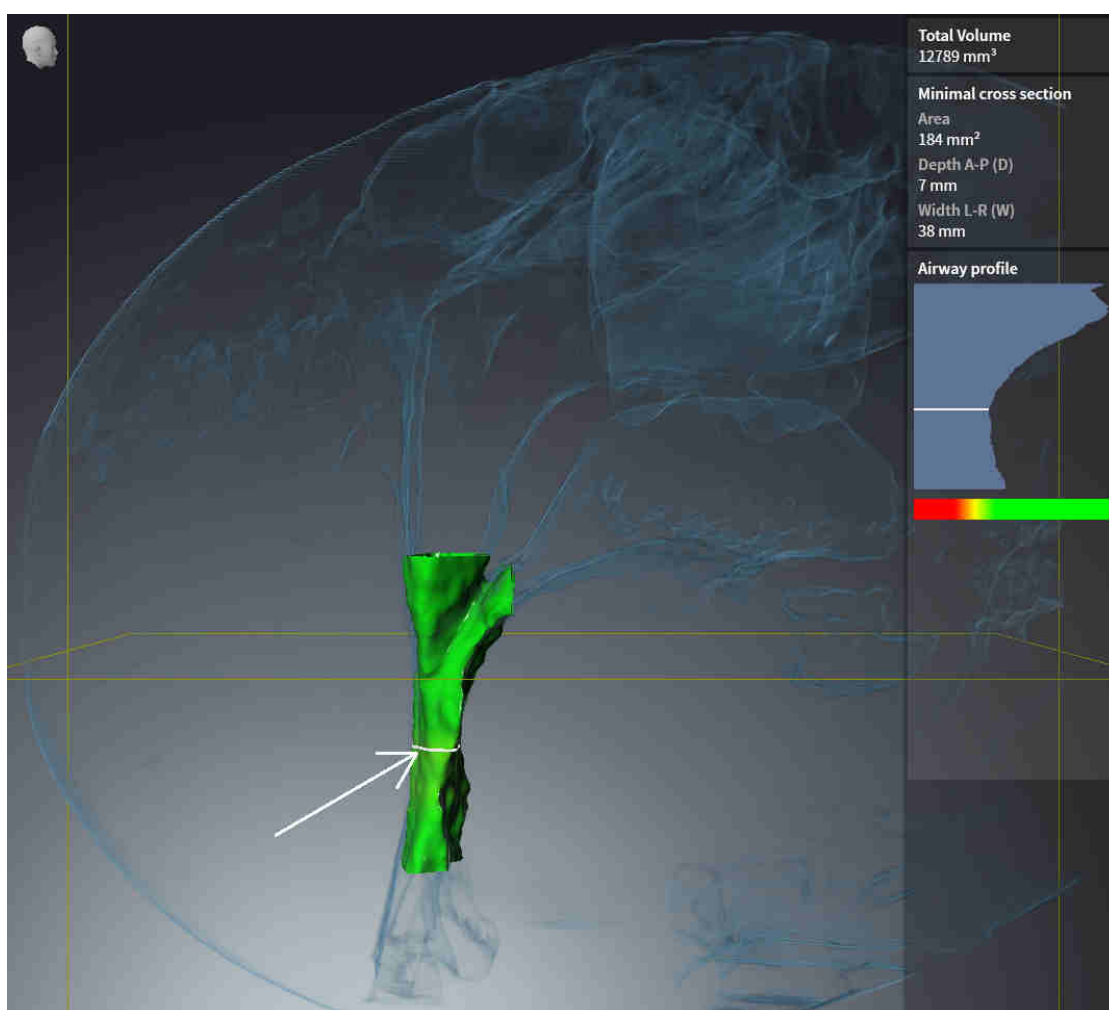 Total Volume
12789 mm³
Minimal cross section
Area
184 mm²
Depth A-P (D)
7 mm
Width L-R (W)
38 mm
Airway profile